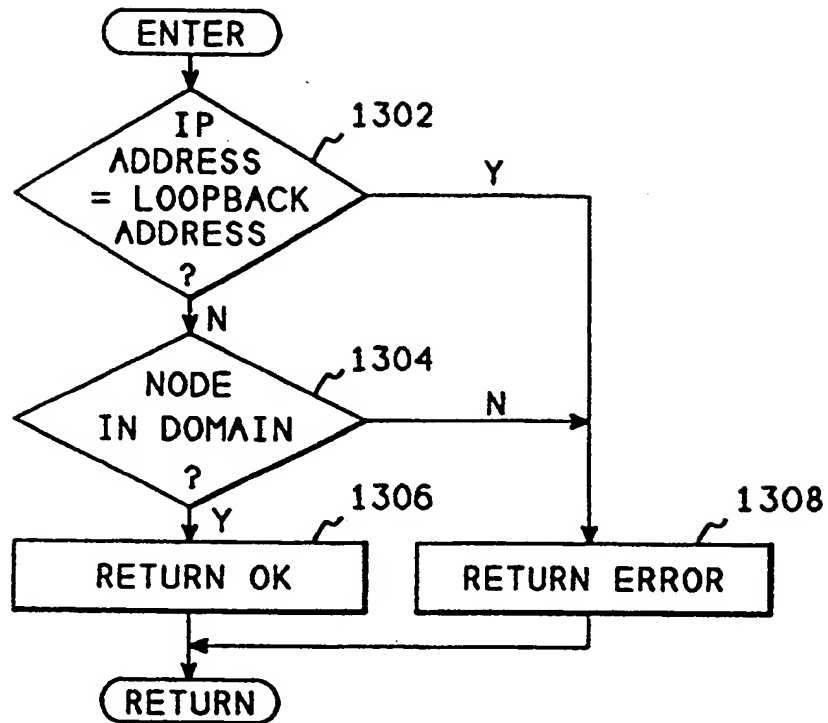 ENTER
1302
IP
ADDRESS
= LOOPBACK
ADDRESS
?
Y
N
1304
NODE
IN DOMAIN
?
N
Y
1306
RETURN OK
1308
RETURN ERROR
RETURN